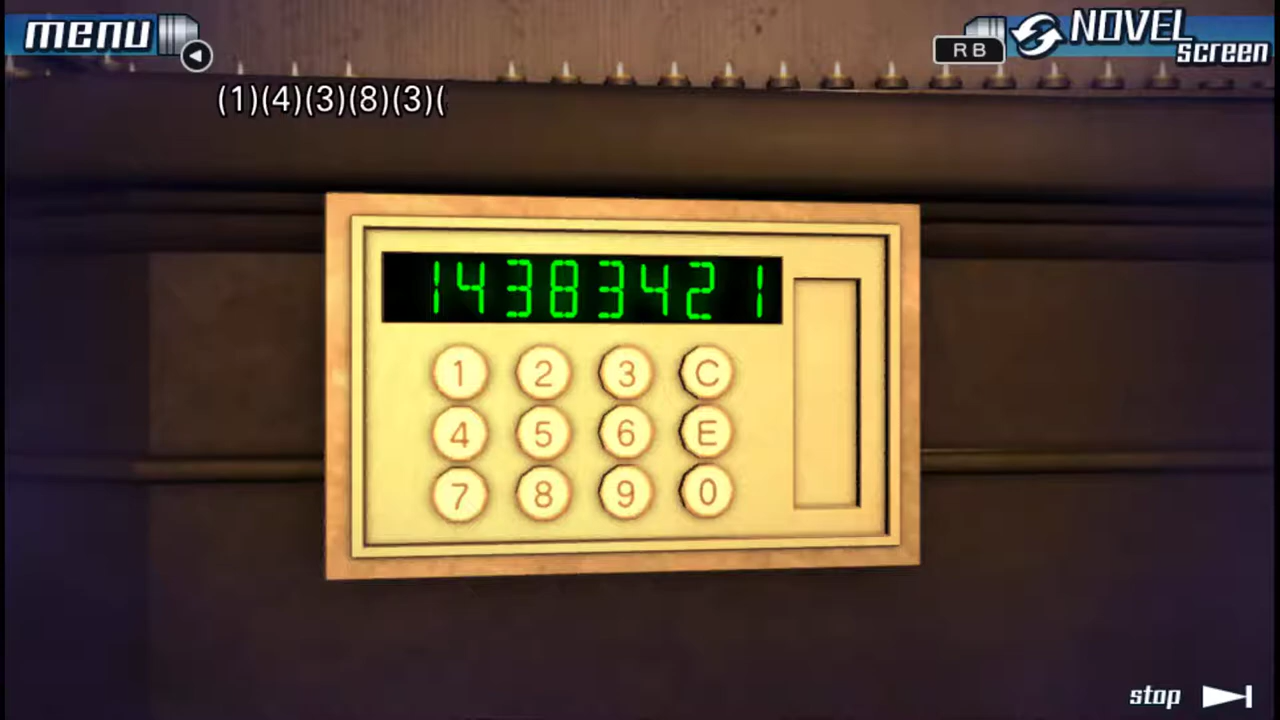 menu
RB NOVEL
screen
(1)(4)(3)(8)(3)(
14383421
1 2 3 C
4 5 6 E
7 8 9 0
stop